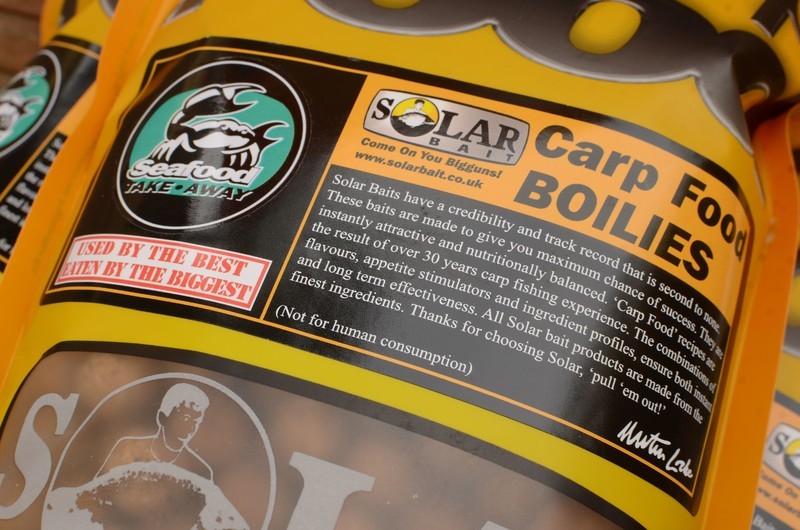 Seafood
TAKE·AWAY
USED BY THE BEST
EATEN BY THE BIGGEST
SOLAR
BAIT
Come On You Bigguns!
www.solarbait.co.uk
Carp Food
BOILIES
Solar Baits have a credibility and track record that is second to none.
These baits are made to give you maximum chance of success. They are
instantly attractive and nutritionally balanced. 'Carp Food' recipes are
the result of over 30 years carp fishing experience. The combinations of
flavours, appetite stimulators and ingredient profiles, ensure both instant
and long term effectiveness. All Solar bait products are made from the
finest ingredients. Thanks for choosing Solar, 'pull 'em out!'
(Not for human consumption)
Martin Locke
SOLA